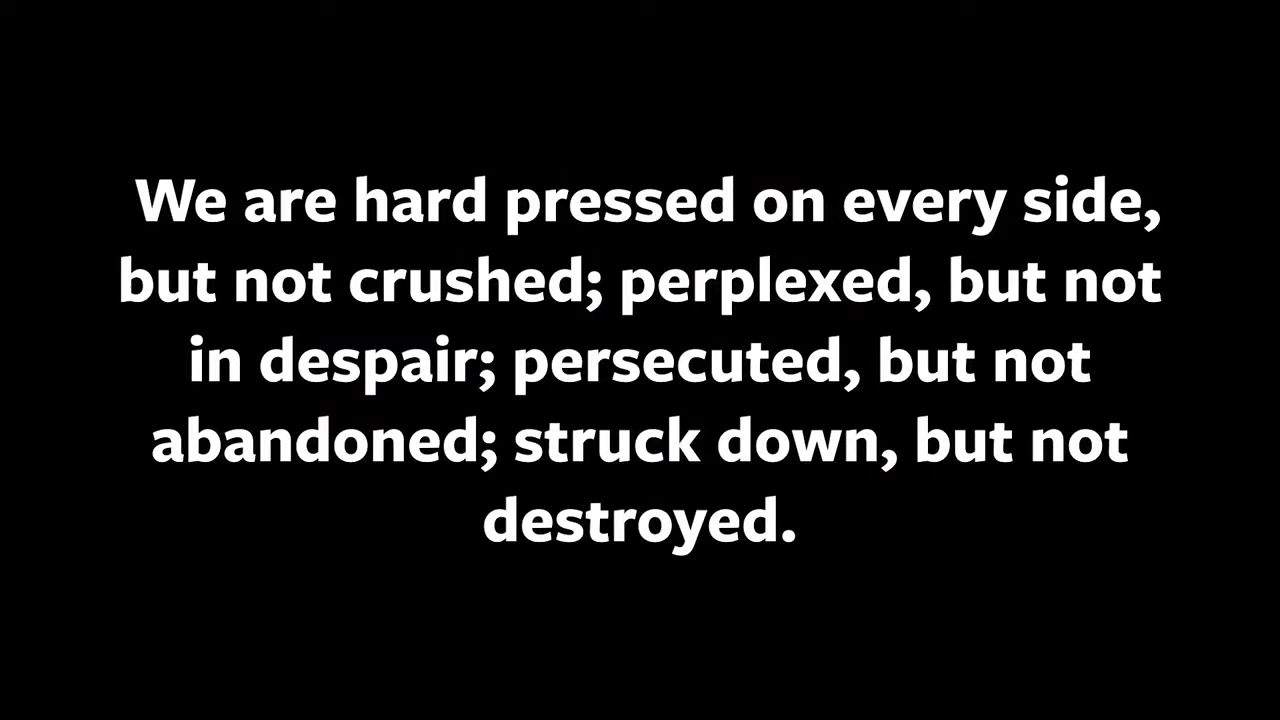 We are hard pressed on every side,
but not crushed; perplexed, but not
in despair; persecuted, but not
abandoned; struck down, but not
destroyed.